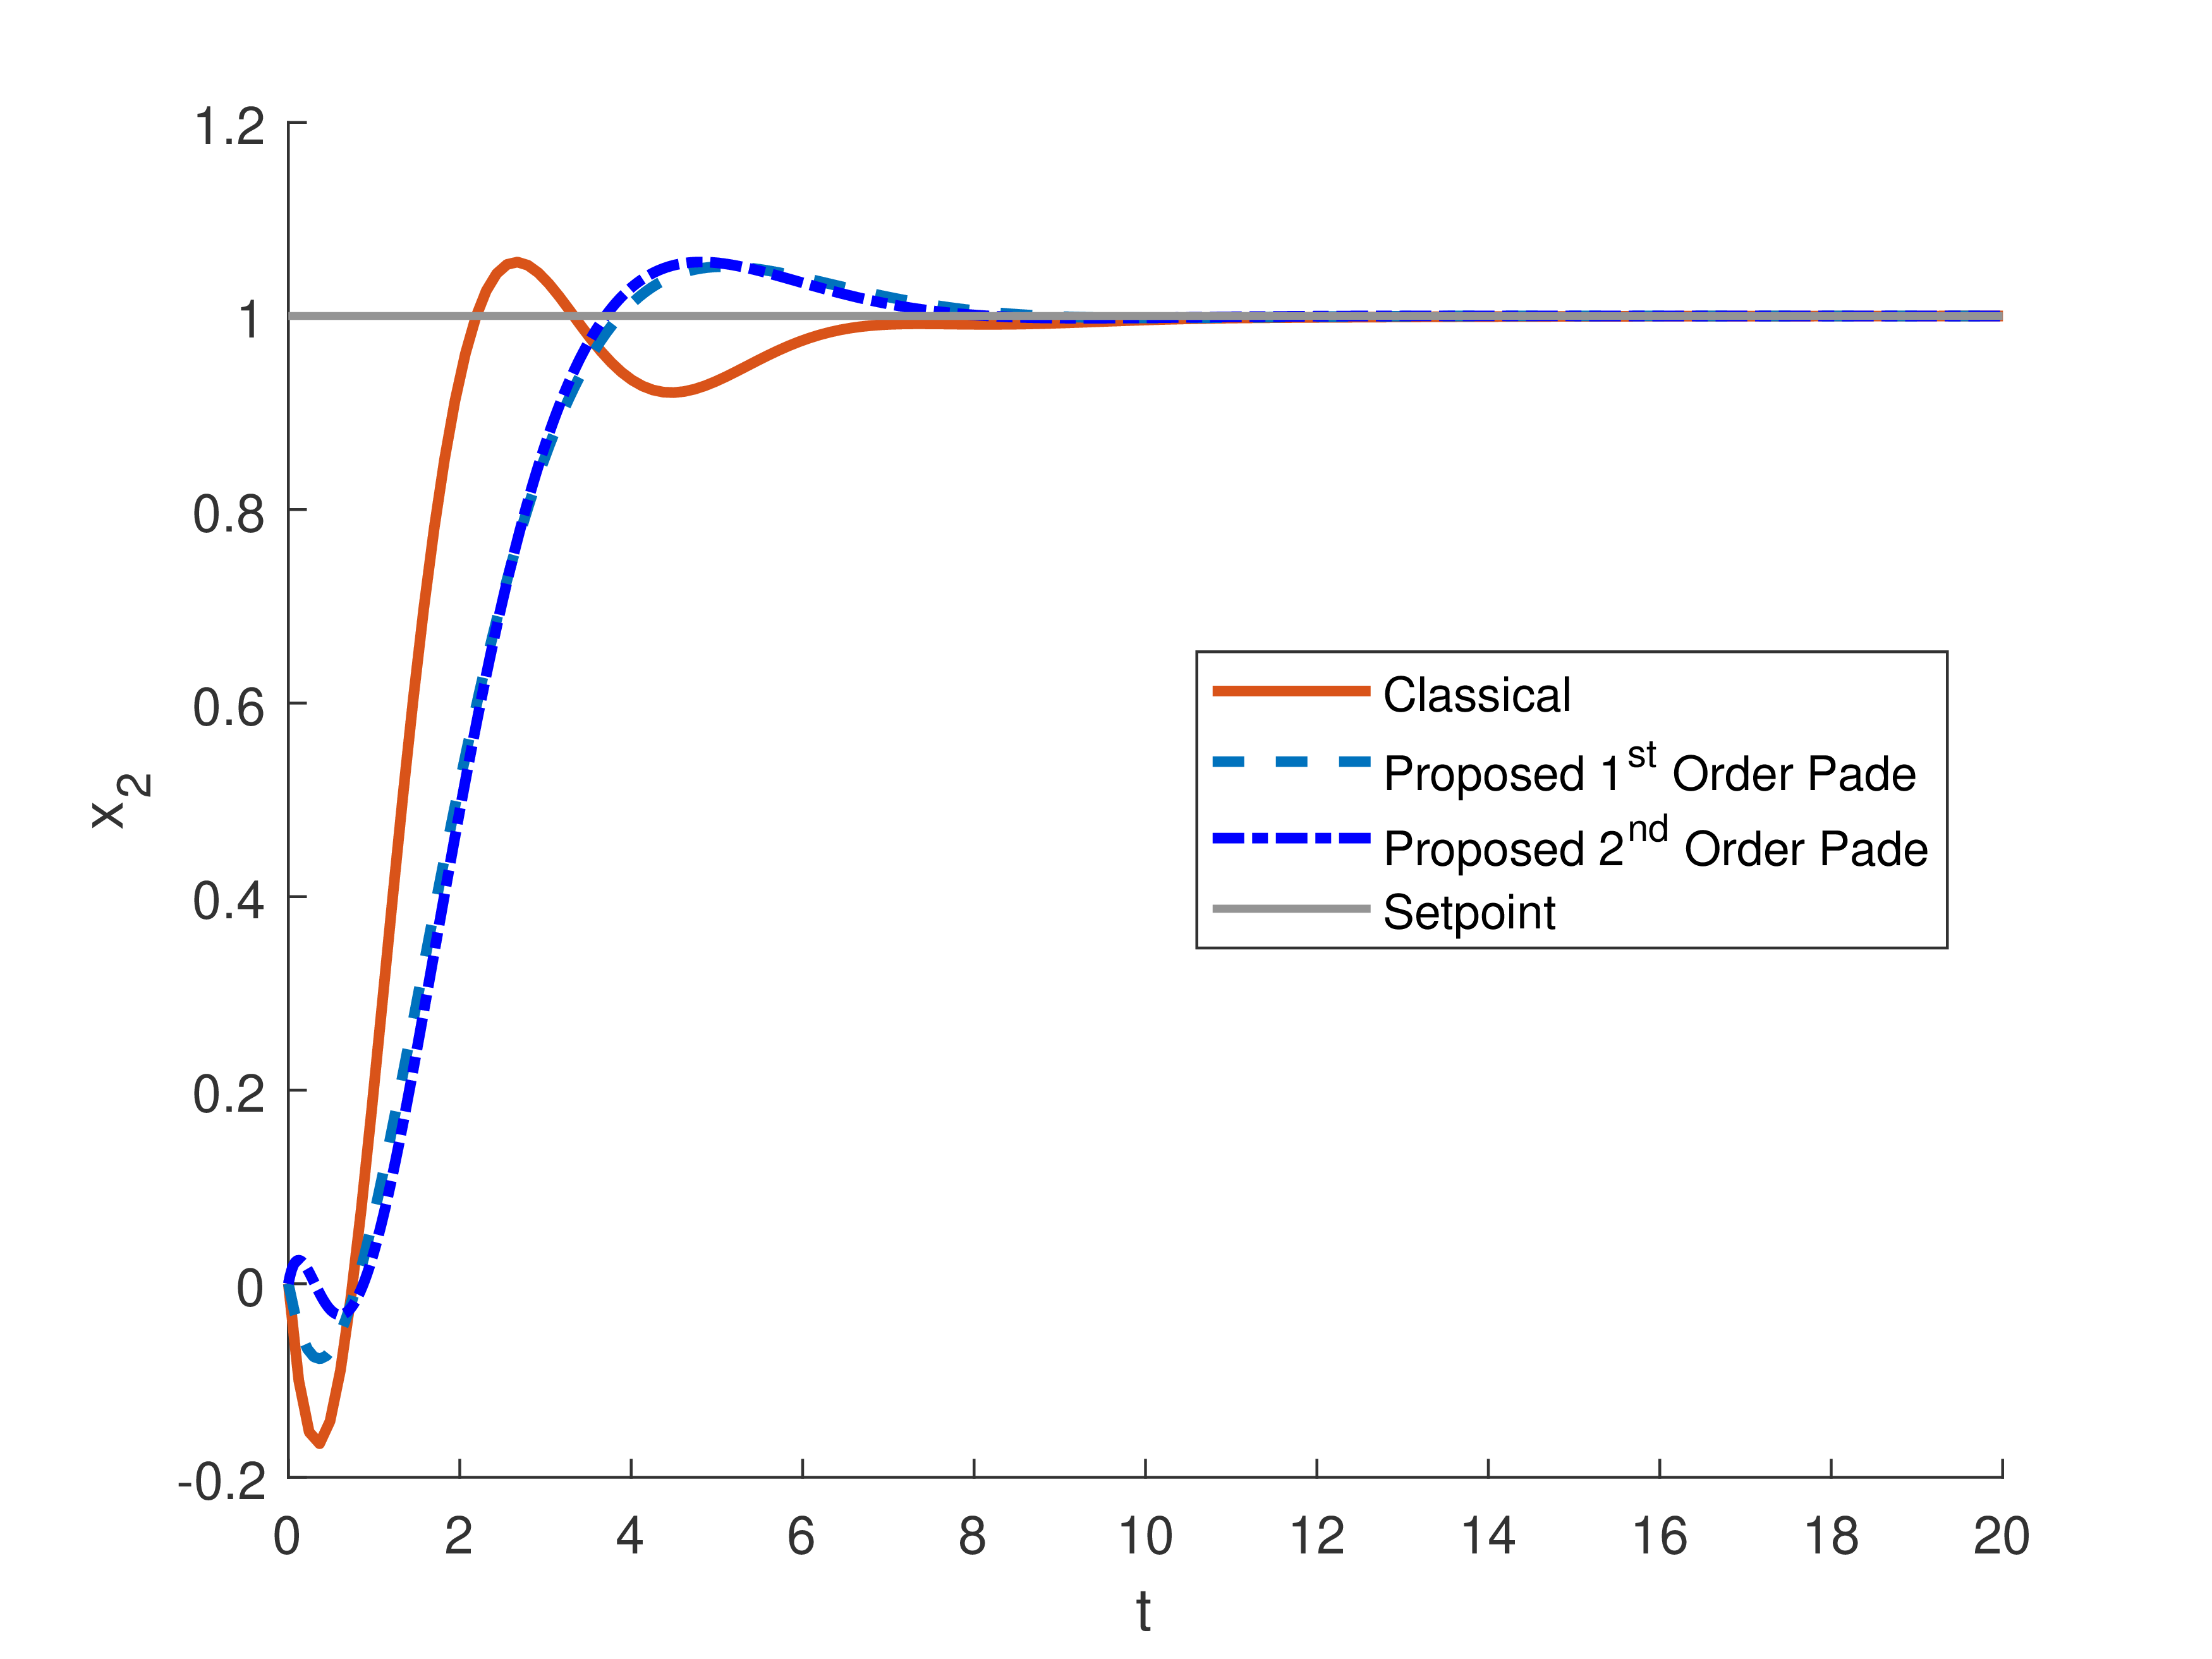 1.2
1
0.8
0.6
0.4
0.2
0
-0.2
x2
Classical
Proposed 1st Order Pade
Proposed 2nd Order Pade
Setpoint
0 2 4 6 8 10 12 14 16 18 20
t